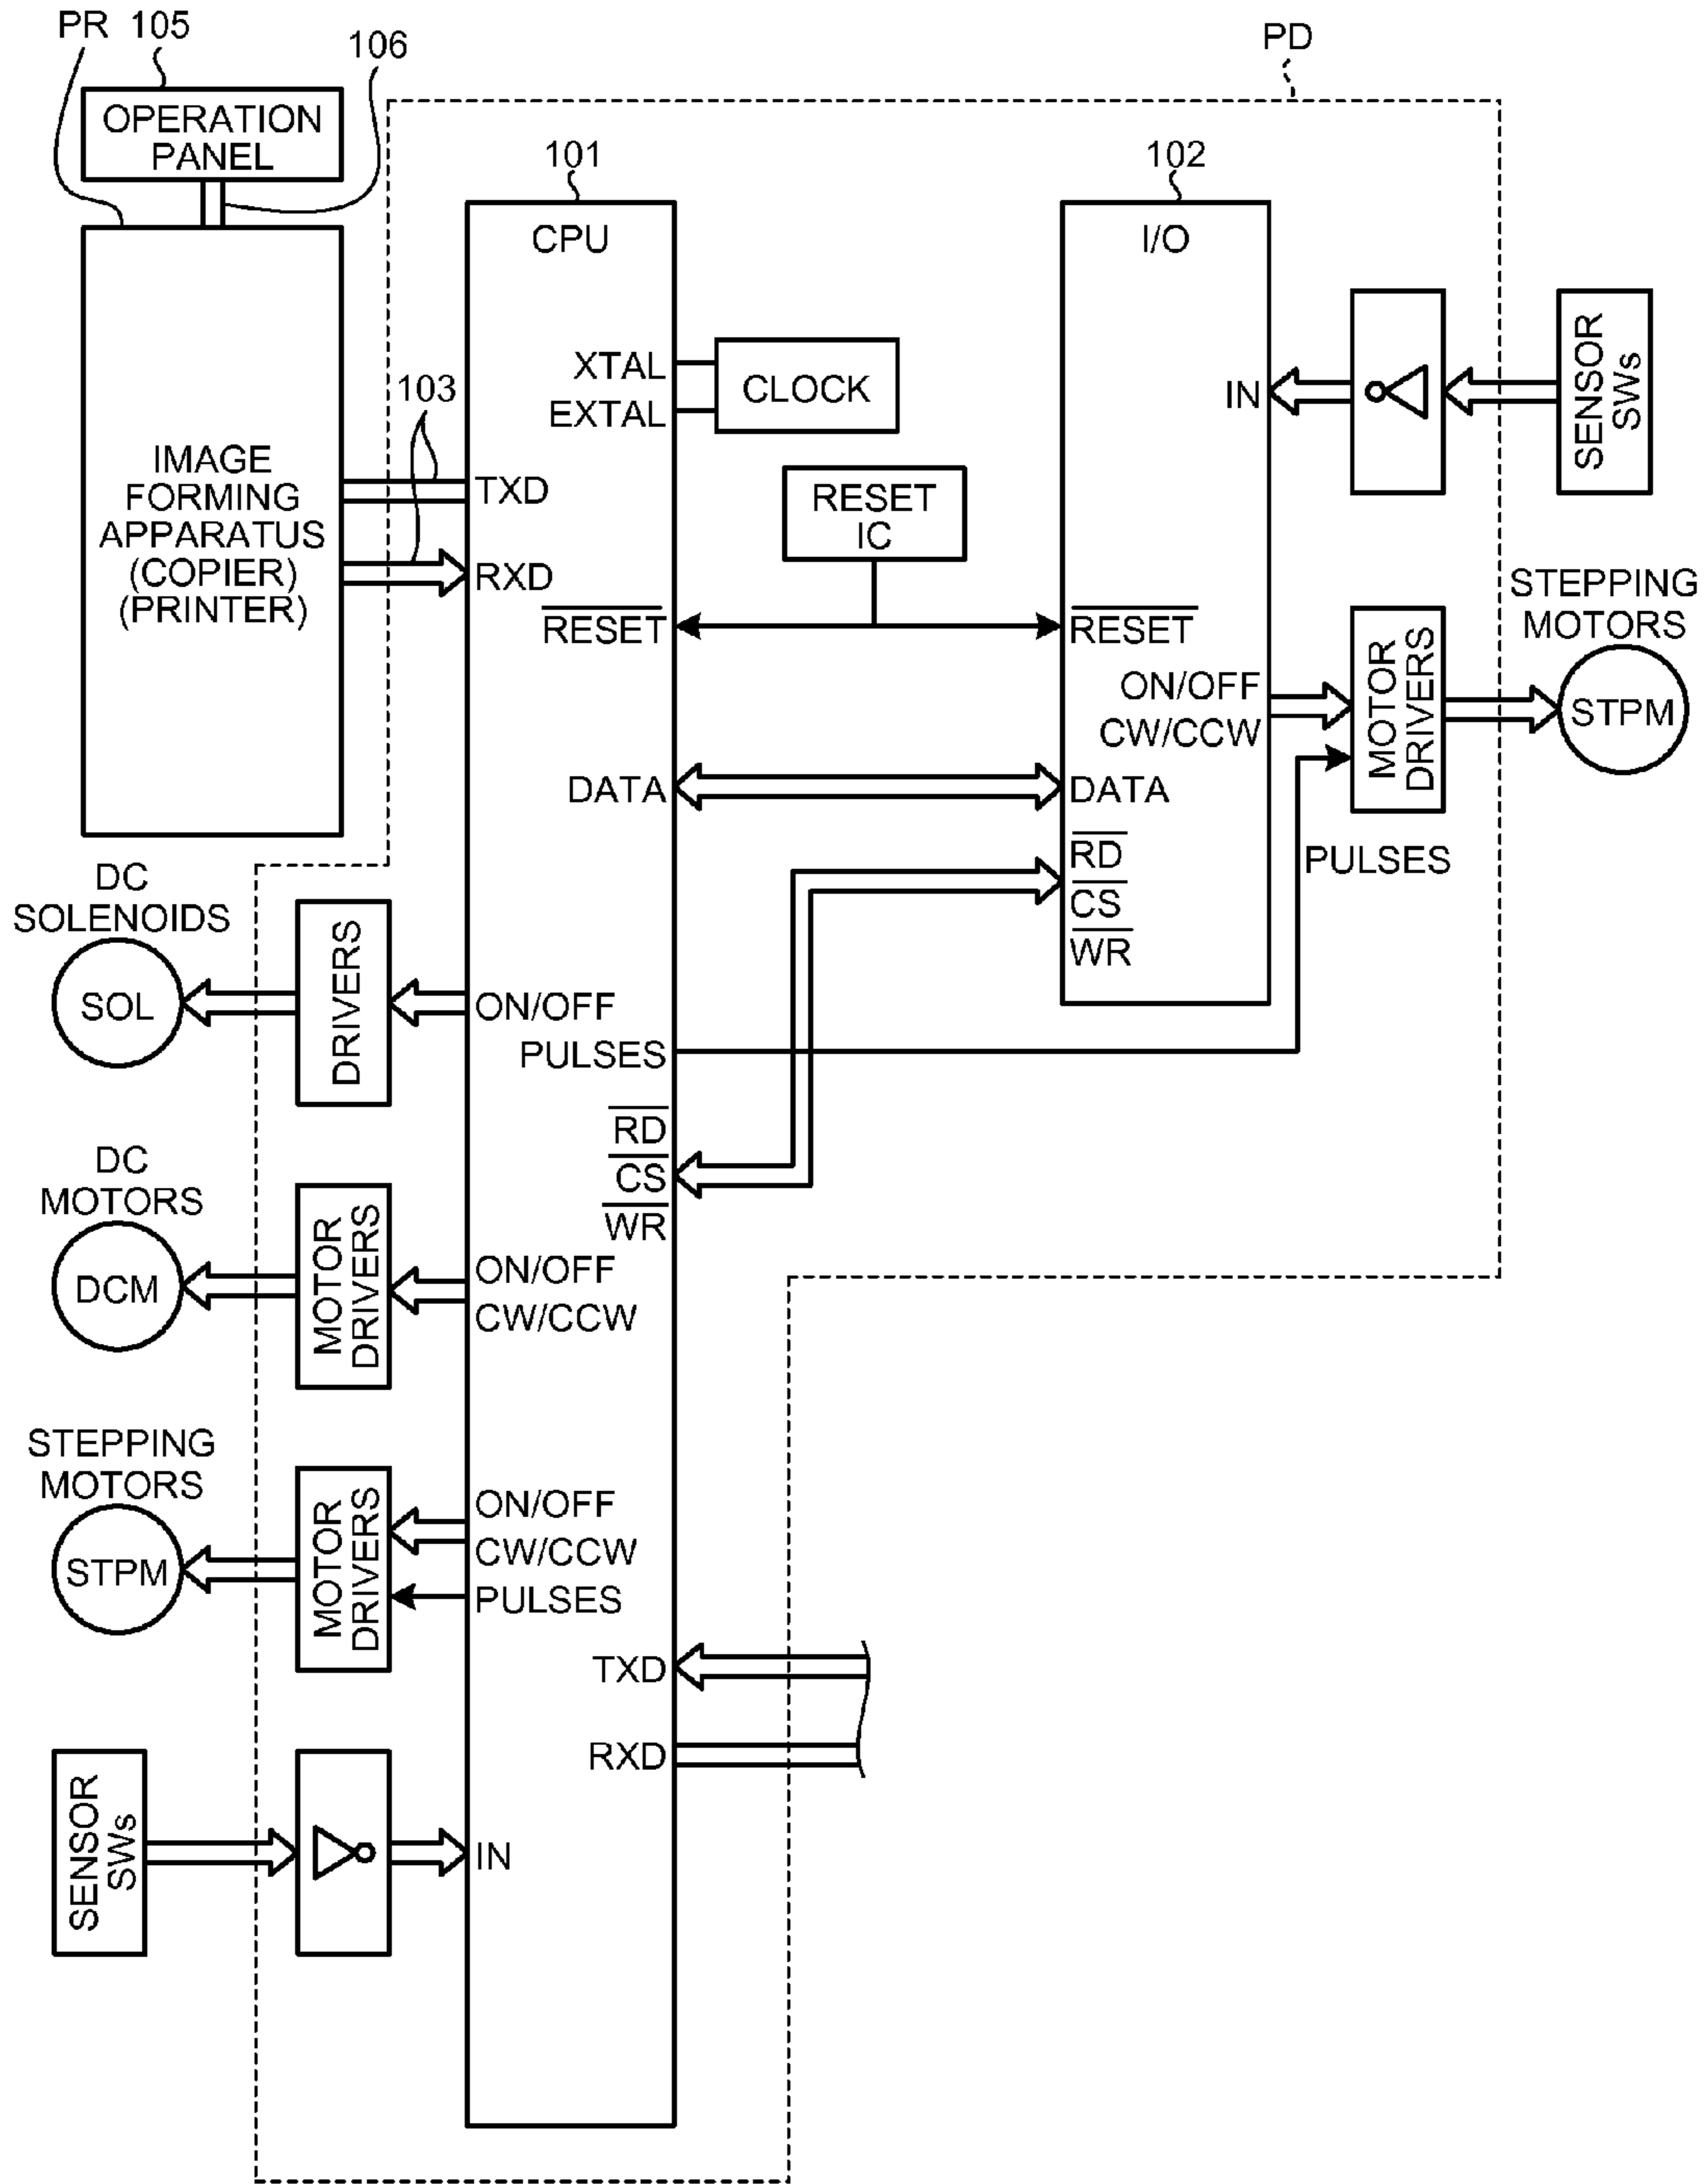 PR 105
106
PD
OPERATION
PANEL
101
102
CPU
I/O
XTAL
EXTAL
CLOCK
IN
SENSOR
SWs
103
IMAGE
FORMING
APPARATUS
(COPIER)
(PRINTER)
TXD
RXD
RESET
IC
RESET
RESET
STEPPING
MOTORS
ON/OFF
CW/CCW
MOTOR
DRIVERS
STPM
DATA
DATA
PULSES
RD
CS
WR
DC
SOLENOIDS
SOL
DRIVERS
ON/OFF
PULSES
RD
CS
WR
DC
MOTORS
DCM
MOTOR
DRIVERS
ON/OFF
CW/CCW
STEPPING
MOTORS
STPM
MOTOR
DRIVERS
ON/OFF
CW/CCW
PULSES
TXD
RXD
SENSOR
SWs
IN